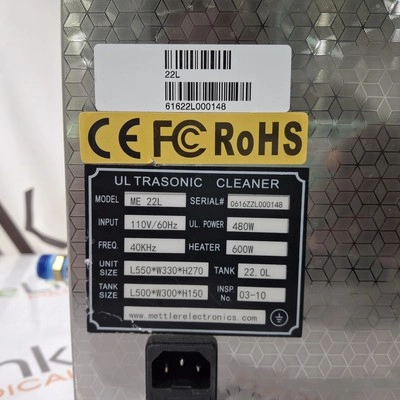 22L
61622L000148
CE FC RoHS
ULTRASONIC CLEANER
MODEL ME 22L SERIAL# 0616ZZL000148
INPUT 110V/60Hz UL. POWER 480W
FREQ. 40KHz HEATER 600W
UNIT SIZE L550*W330*H270 TANK 22.0L
TANK SIZE L500*W300*H150 INSP. No. 03-10
www.mettlerelectronics.com